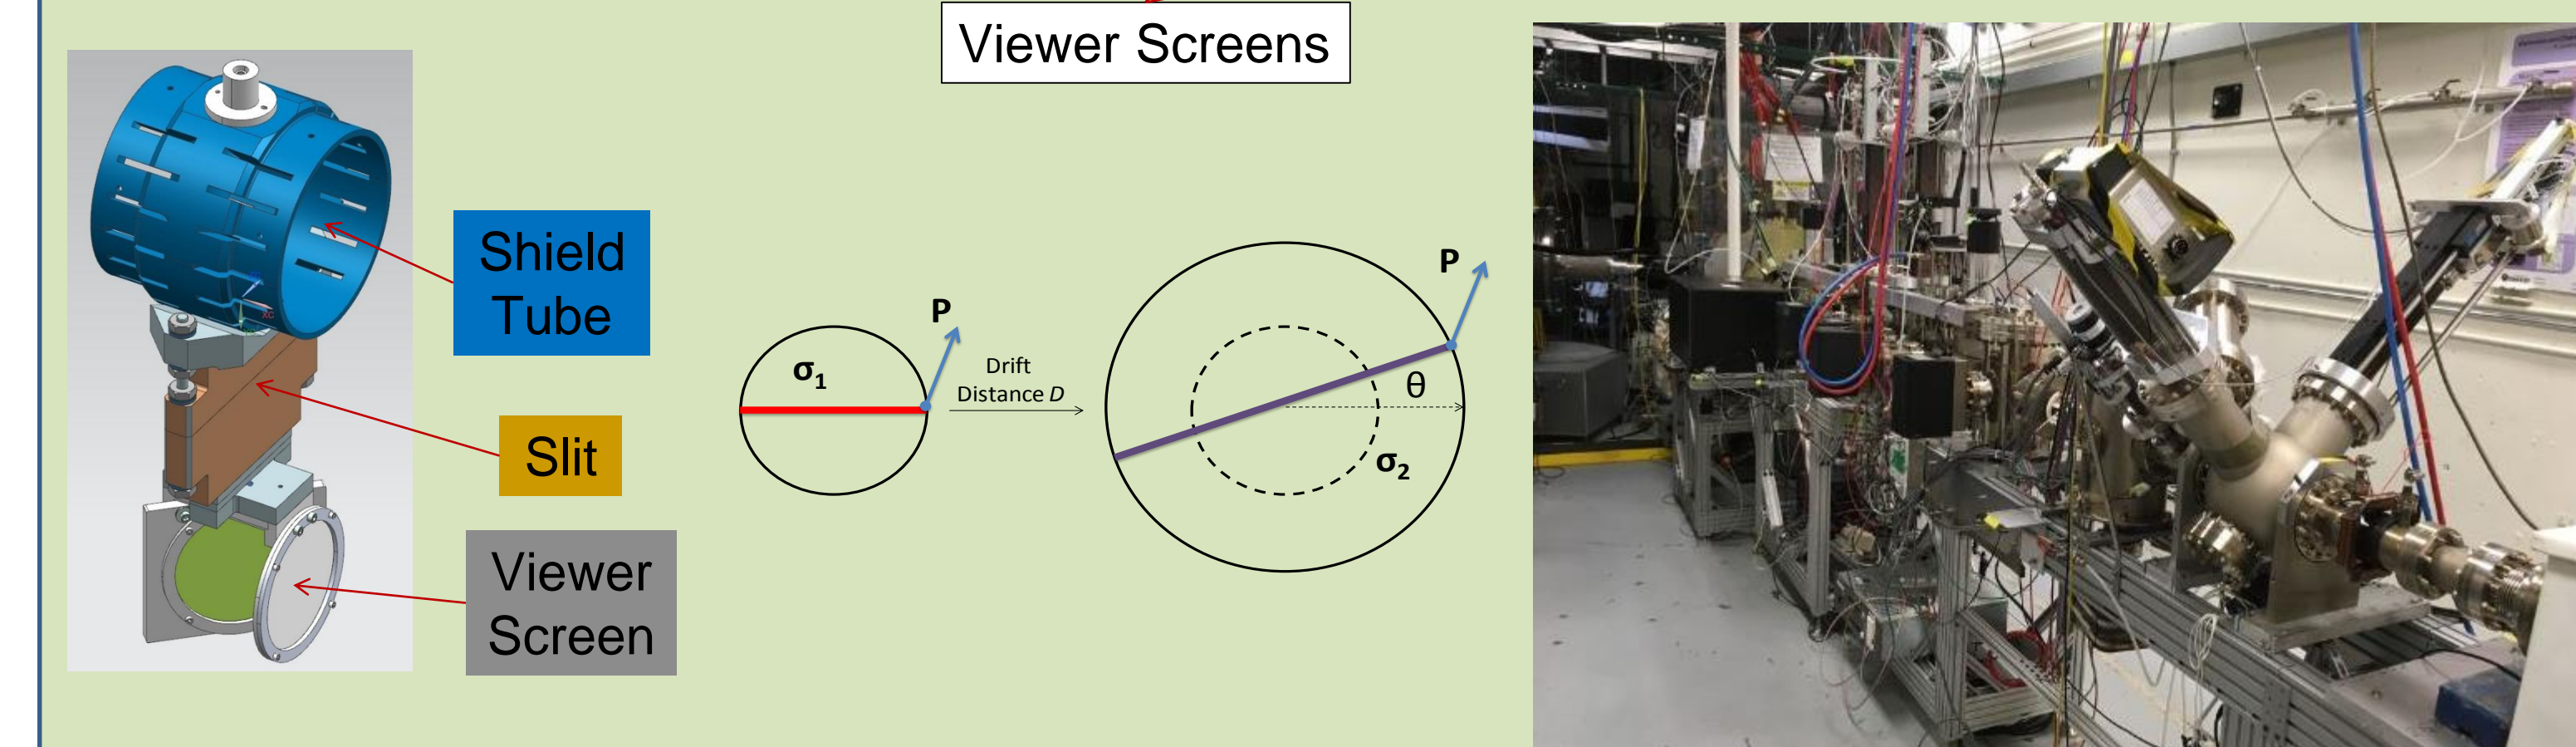 Viewer Screens
Shield
Tube
Slit
Viewer
Screen
σ1
P
Drift
Distance D
P
θ
σ2